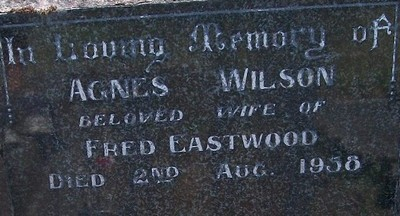 In Loving Memory of
AGNES WILSON
BELOVED WIFE OF
FRED EASTWOOD
DIED 2ND AUG. 1958